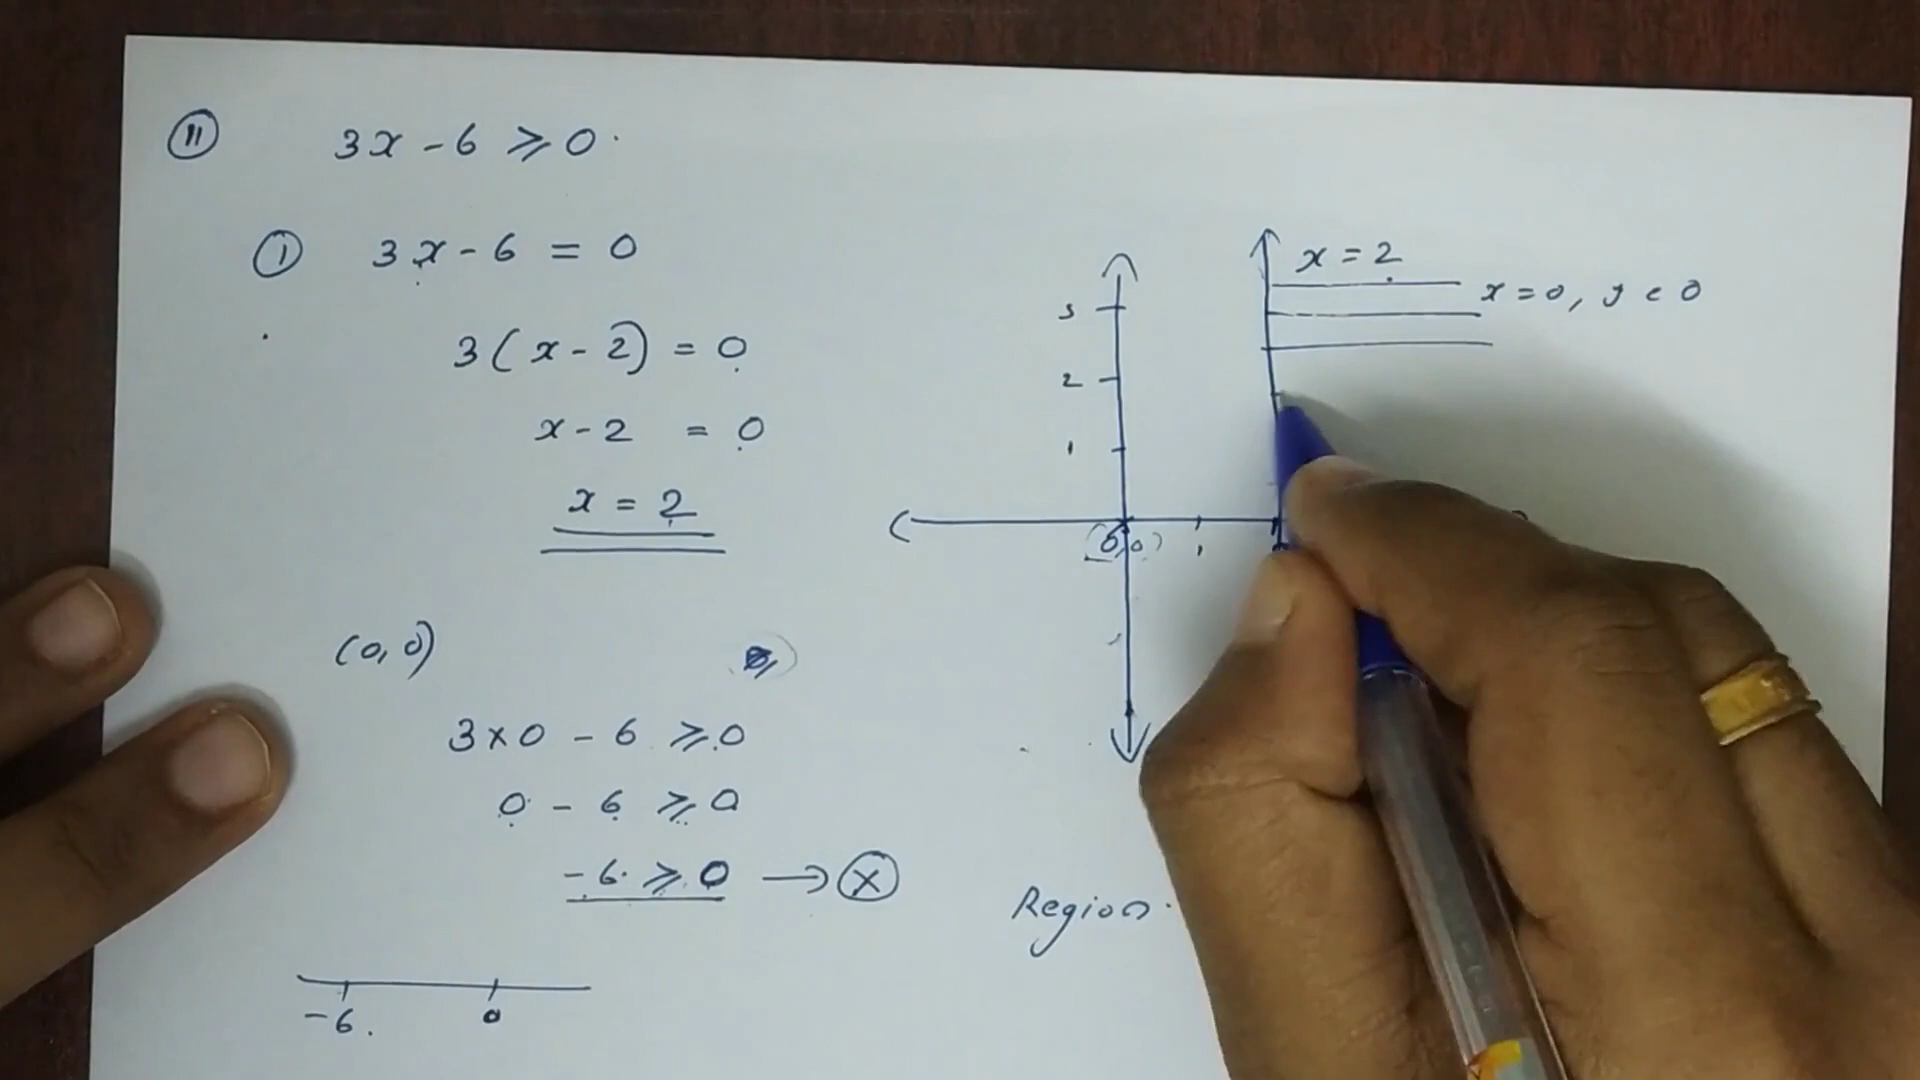 ⑪ 3x - 6 ⩾ 0.
① 3x - 6 = 0
3(x - 2) = 0
x - 2 = 0
x = 2
(0, 0)
3 × 0 - 6 ⩾ 0
0 - 6 ⩾ 0
-6 ⩾ 0 → ⓧ
-6. 0
x = 2
x = 0, y < 0
3
2
1
(0,0) 1
Region.